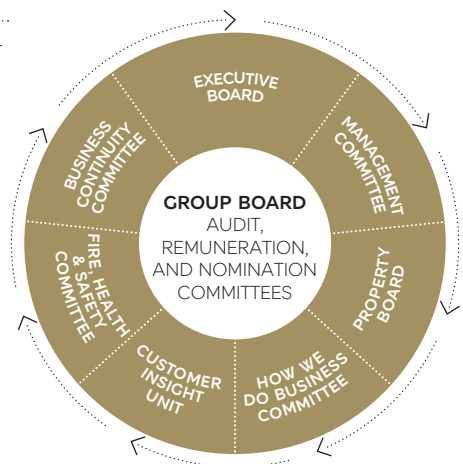 EXECUTIVE
BOARD
MANAGEMENT
COMMITTEE
PROPERTY
BOARD
HOW WE
DO BUSINESS
COMMITTEE
CUSTOMER
INSIGHT
UNIT
FIRE, HEALTH
& SAFETY
COMMITTEE
BUSINESS
CONTINUITY
COMMITTEE
GROUP BOARD
AUDIT,
REMUNERATION,
AND NOMINATION
COMMITTEES